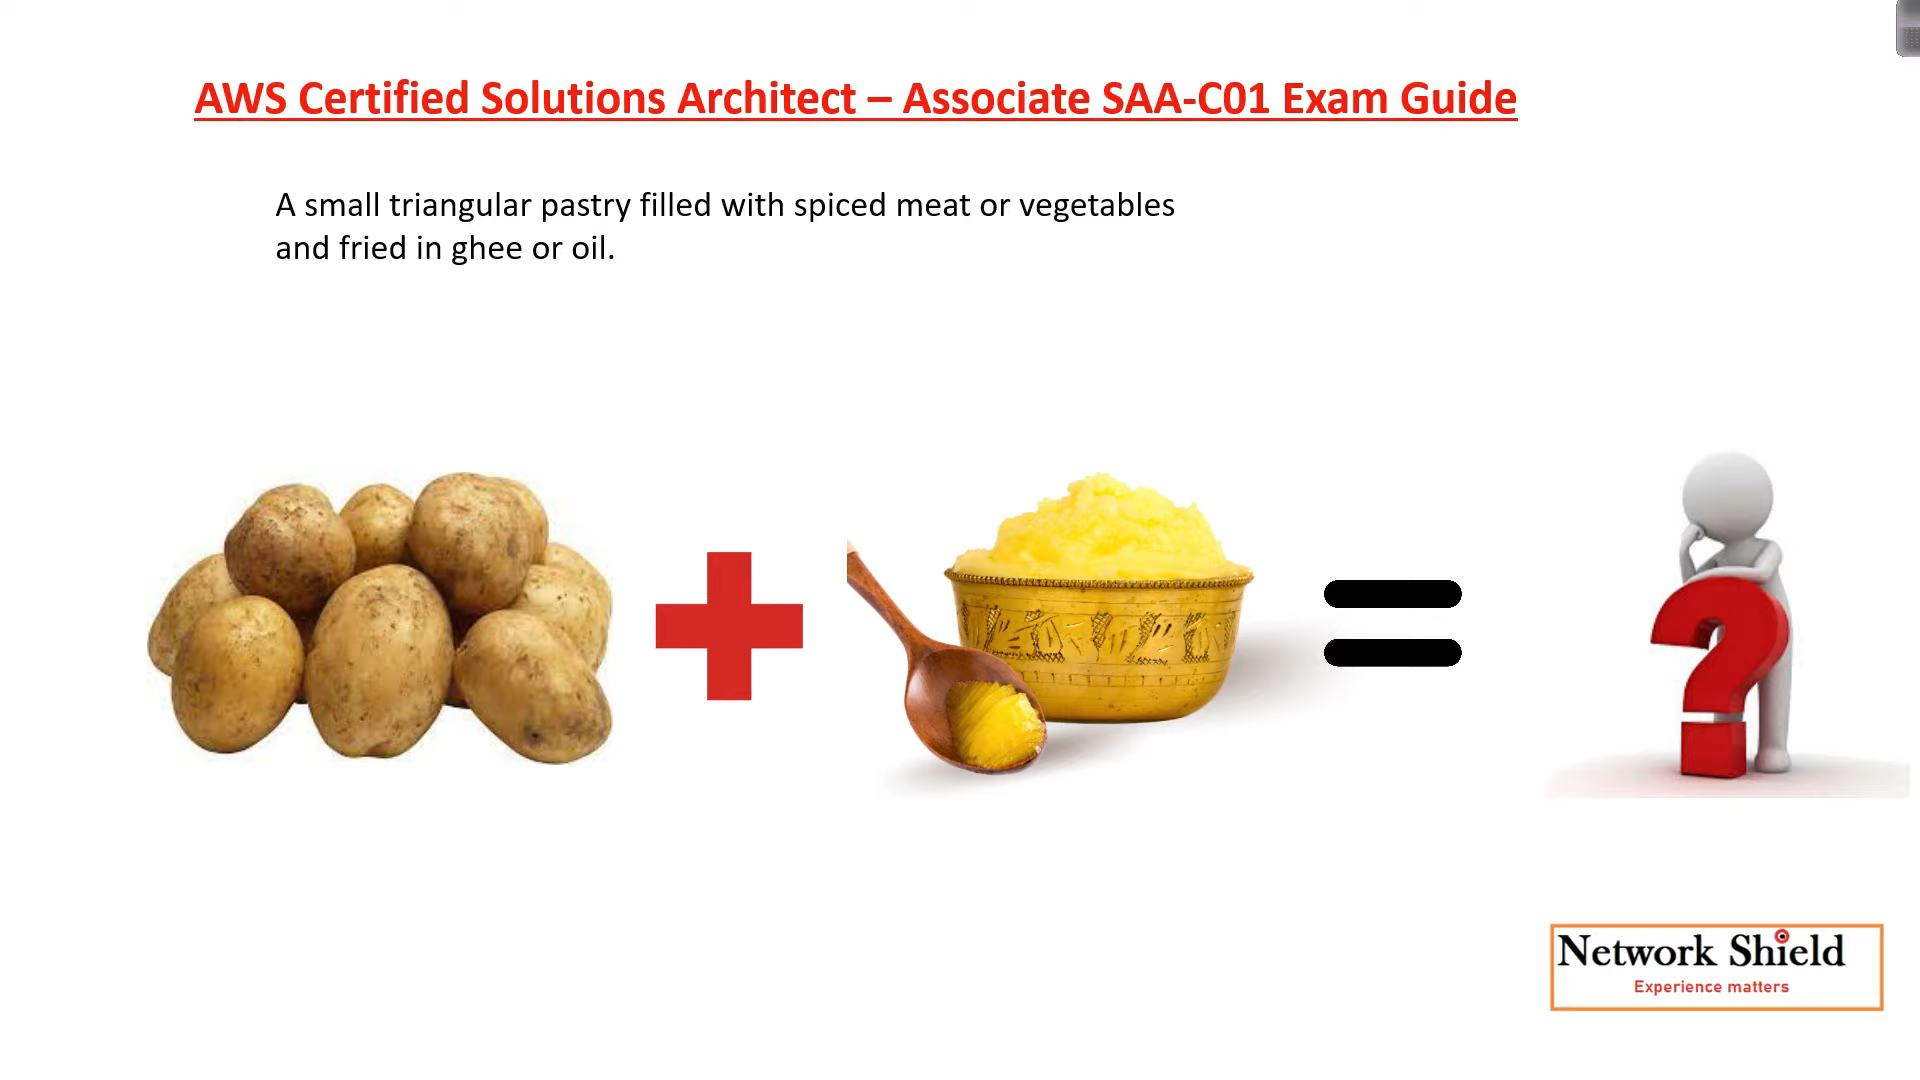 AWS Certified Solutions Architect – Associate SAA-C01 Exam Guide
A small triangular pastry filled with spiced meat or vegetables
and fried in ghee or oil.
Network Shield
Experience matters